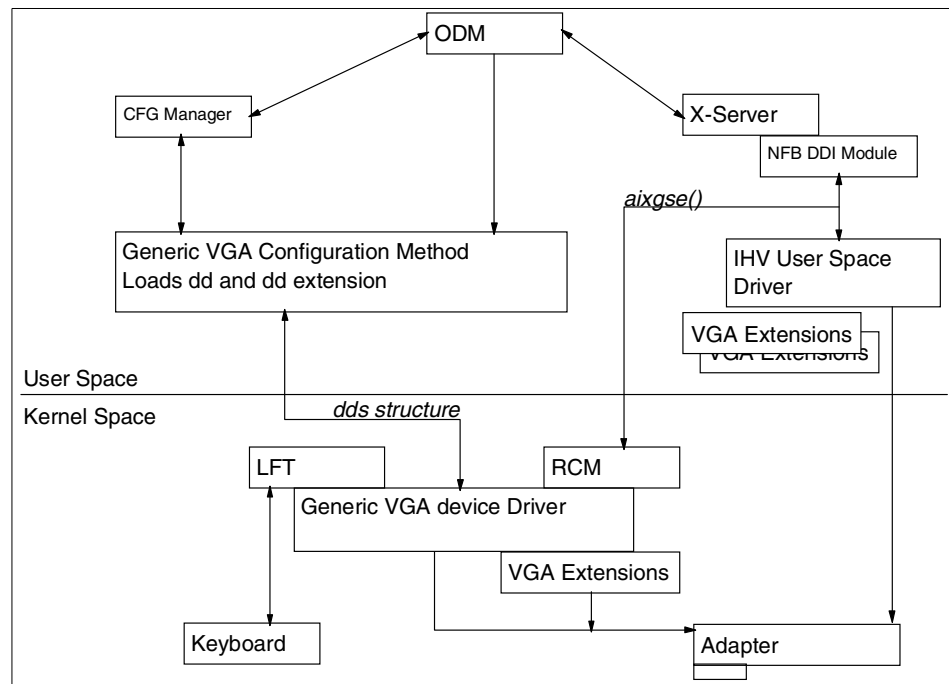 ODM
CFG Manager
X-Server
NFB DDI Module
aixgse()
Generic VGA Configuration Method
Loads dd and dd extension
IHV User Space
Driver
VGA Extensions
VGA Extensions
User Space
Kernel Space
dds structure
LFT
RCM
Generic VGA device Driver
VGA Extensions
Keyboard
Adapter